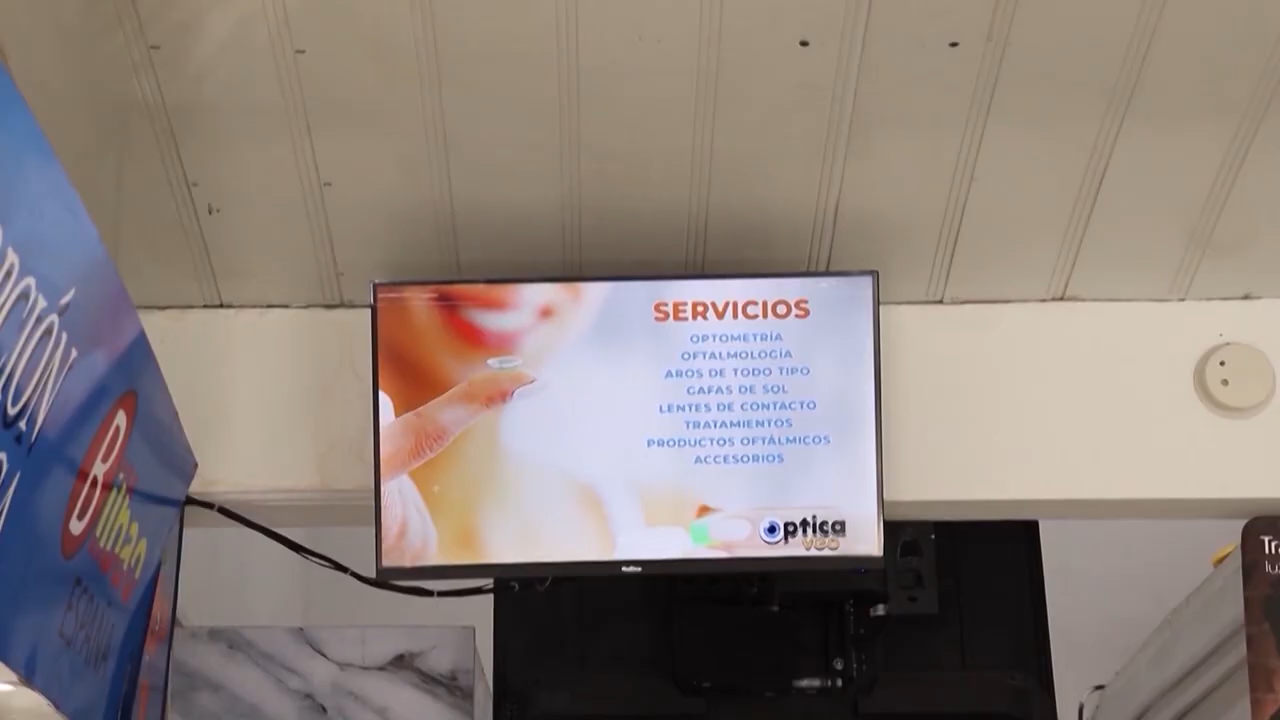 SERVICIOS
OPTOMETRÍA
OFTALMOLOGÍA
AROS DE TODO TIPO
GAFAS DE SOL
LENTES DE CONTACTO
TRATAMIENTOS
PRODUCTOS OFTÁLMICOS
ACCESORIOS
optica
VEO
ESPAÑA